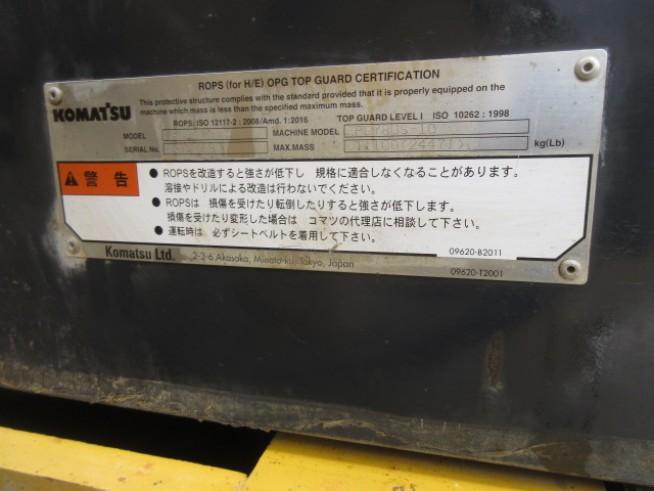 ROPS (for H/E) OPG TOP GUARD CERTIFICATION
KOMATSU
This protective structure complies with the standard provided that it is properly equipped on the
machine which mass is less than the specified maximum mass.
ROPS: ISO 12117-2 : 2008/Amd. 1:2016 TOP GUARD LEVEL I ISO 10262 : 1998
MODEL MACHINE MODEL
SERIAL No. MAX.MASS kg(Lb)
警告
● ROPSを改造すると強さが低下し 規格に適合しなくなることがあります。
溶接やドリルによる改造は行わないでください。
● ROPSは 損傷を受けたり転倒したりすると強さが低下します。
損傷を受けたり変形した場合は コマツの代理店に相談して下さい。
● 運転時は 必ずシートベルトを着用して下さい。
09620-B2011
Komatsu Ltd. 2-3-6 Akasaka, Minato-ku, Tokyo, Japan
09620-T2001